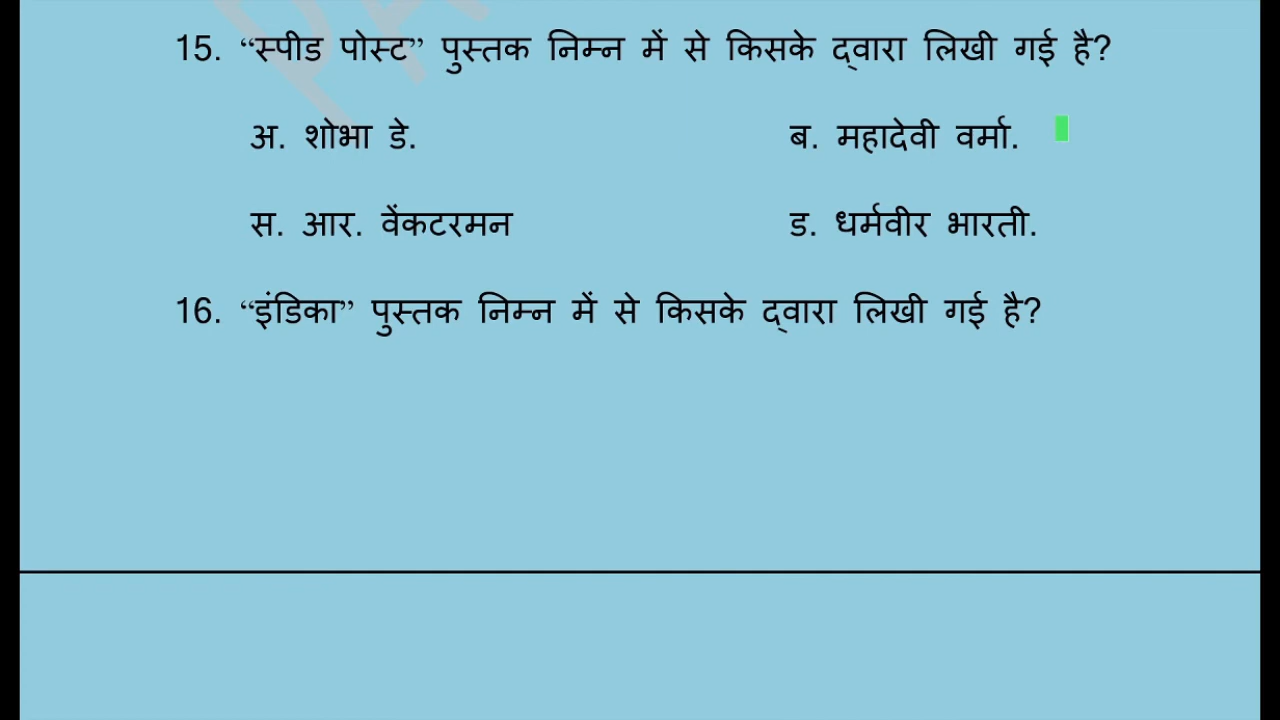 15. “स्पीड पोस्ट” पुस्तक निम्न में से किसके द्वारा लिखी गई है?
अ. शोभा डे. ब. महादेवी वर्मा.
स. आर. वेंकटरमन ड. धर्मवीर भारती.
16. “इंडिका” पुस्तक निम्न में से किसके द्वारा लिखी गई है?